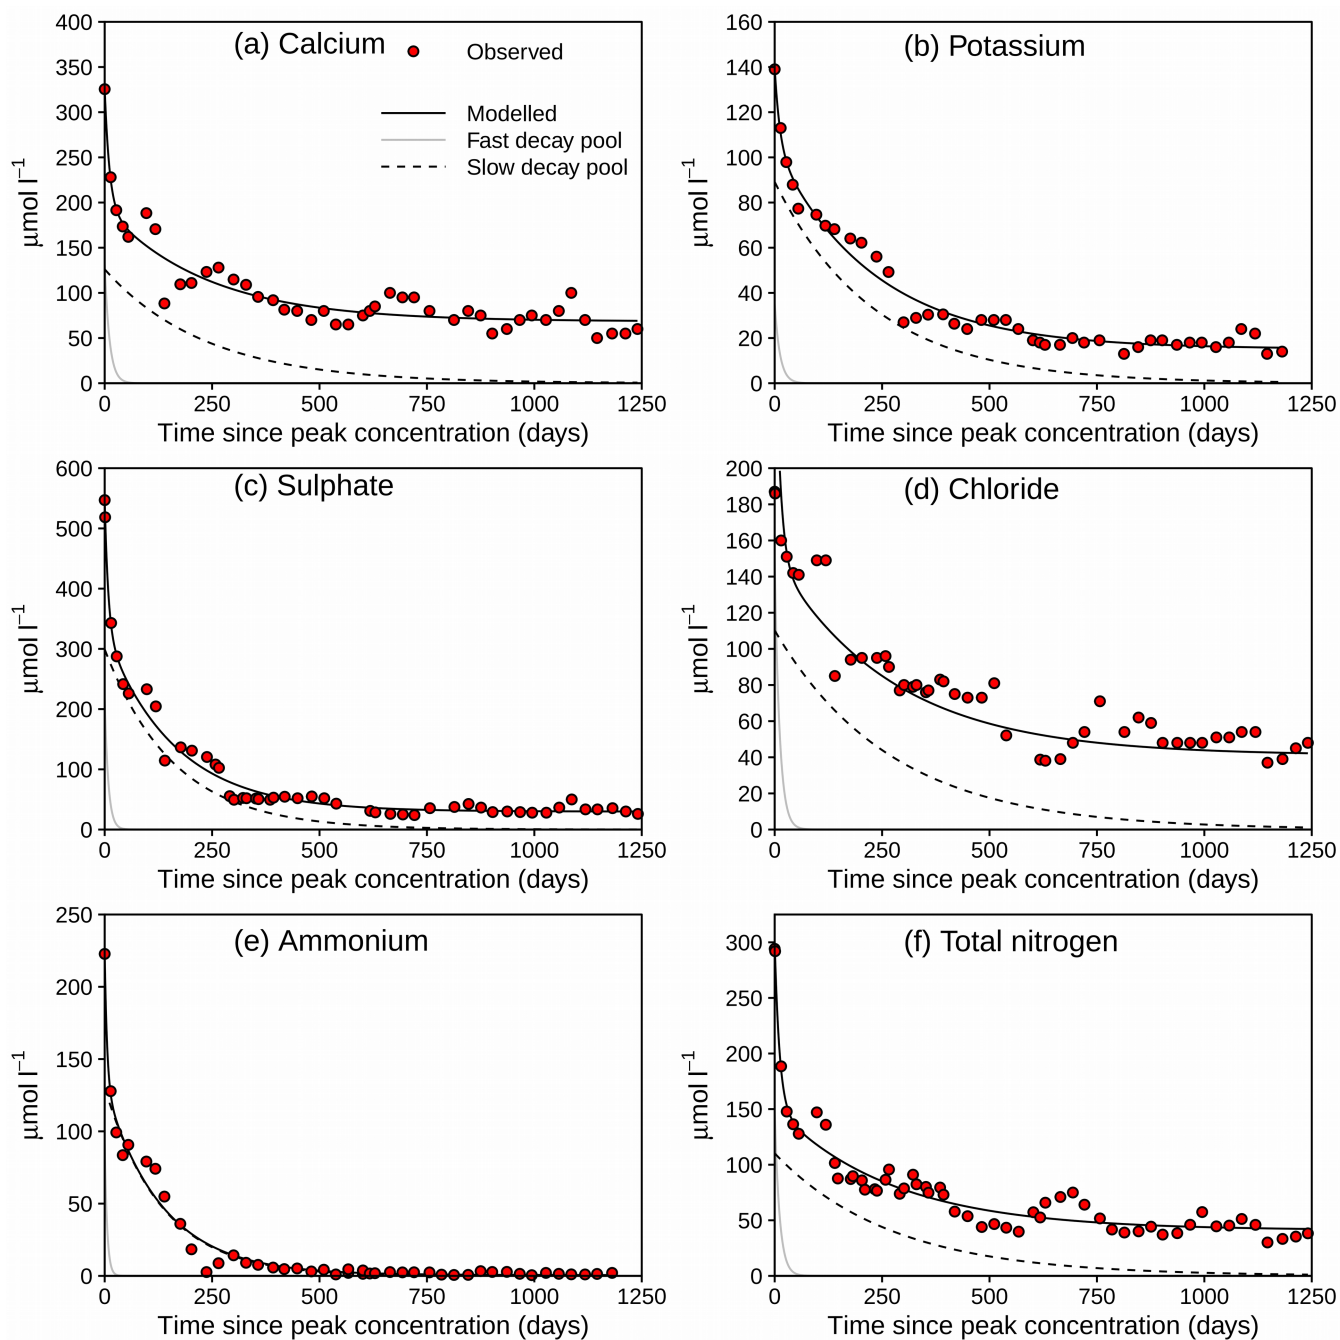 (a) Calcium
Observed
Modelled
Fast decay pool
Slow decay pool
400
350
300
250
200
150
100
50
0
µmol l⁻¹
0 250 500 750 1000 1250
Time since peak concentration (days)
(b) Potassium
160
140
120
100
80
60
40
20
0
µmol l⁻¹
0 250 500 750 1000 1250
Time since peak concentration (days)
(c) Sulphate
600
500
400
300
200
100
0
µmol l⁻¹
0 250 500 750 1000 1250
Time since peak concentration (days)
(d) Chloride
200
180
160
140
120
100
80
60
40
20
0
µmol l⁻¹
0 250 500 750 1000 1250
Time since peak concentration (days)
(e) Ammonium
250
200
150
100
50
0
µmol l⁻¹
0 250 500 750 1000 1250
Time since peak concentration (days)
(f) Total nitrogen
300
250
200
150
100
50
0
µmol l⁻¹
0 250 500 750 1000 1250
Time since peak concentration (days)